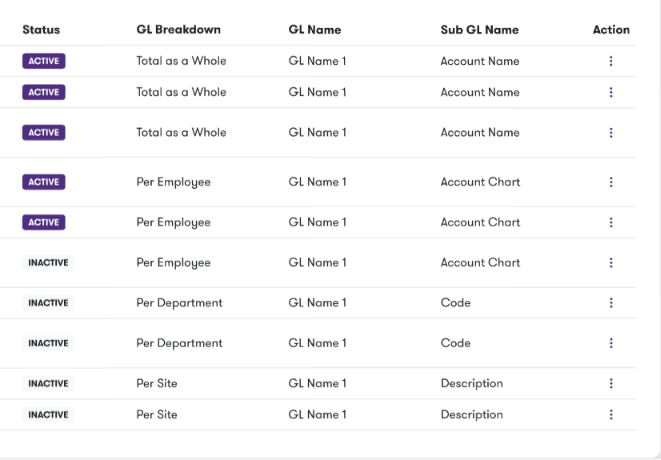 Status GL Breakdown GL Name Sub GL Name Action
ACTIVE Total as a Whole GL Name 1 Account Name
ACTIVE Total as a Whole GL Name 1 Account Name
ACTIVE Total as a Whole GL Name 1 Account Name
ACTIVE Per Employee GL Name 1 Account Chart
ACTIVE Per Employee GL Name 1 Account Chart
INACTIVE Per Employee GL Name 1 Account Chart
INACTIVE Per Department GL Name 1 Code
INACTIVE Per Department GL Name 1 Code
INACTIVE Per Site GL Name 1 Description
INACTIVE Per Site GL Name 1 Description